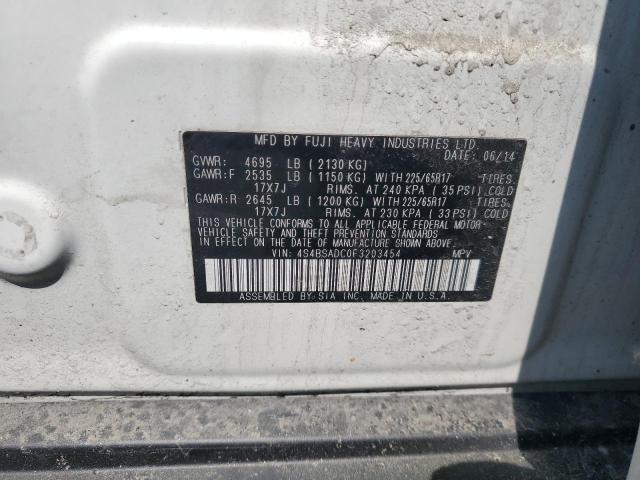 MFD BY FUJI HEAVY INDUSTRIES LTD.
DATE: 06/14
GVWR: 4695 LB (2130 KG)
GAWR:F 2535 LB (1150 KG) WITH 225/65R17 TIRES
17X7J RIMS. AT 240 KPA (35 PSI) COLD
GAWR:R 2645 LB (1200 KG) WITH 225/65R17 TIRES
17X7J RIMS. AT 230 KPA (33 PSI) COLD
THIS VEHICLE CONFORMS TO ALL APPLICABLE FEDERAL MOTOR
VEHICLE SAFETY AND THEFT PREVENTION STANDARDS
IN EFFECT ON THE DATE OF MANUFACTURE SHOWN ABOVE.
VIN: 4S4BSADC0F3203454 MPV
ASSEMBLED BY SIA INC. MADE IN U.S.A.